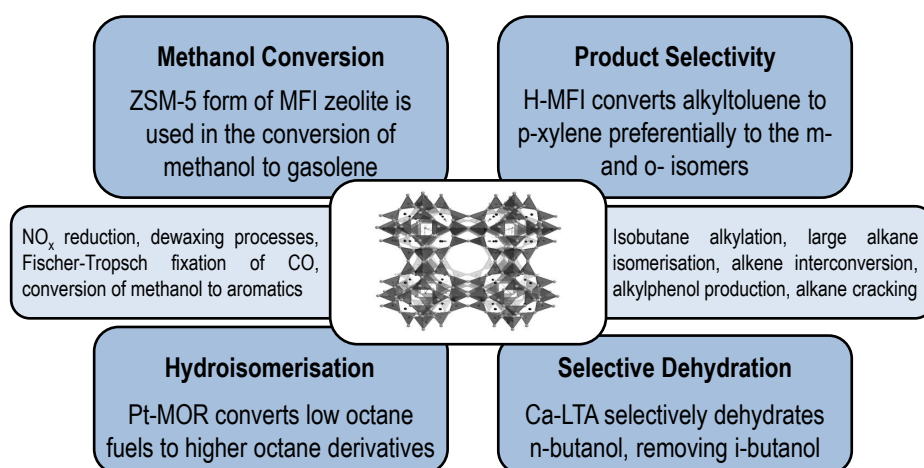 Methanol Conversion
ZSM-5 form of MFI zeolite is
used in the conversion of
methanol to gasolene
Product Selectivity
H-MFI converts alkyltoluene to
p-xylene preferentially to the m-
and o- isomers
NOx reduction, dewaxing processes,
Fischer-Tropsch fixation of CO,
conversion of methanol to aromatics
Isobutane alkylation, large alkane
isomerisation, alkene interconversion,
alkylphenol production, alkane cracking
Hydroisomerisation
Pt-MOR converts low octane
fuels to higher octane derivatives
Selective Dehydration
Ca-LTA selectively dehydrates
n-butanol, removing i-butanol